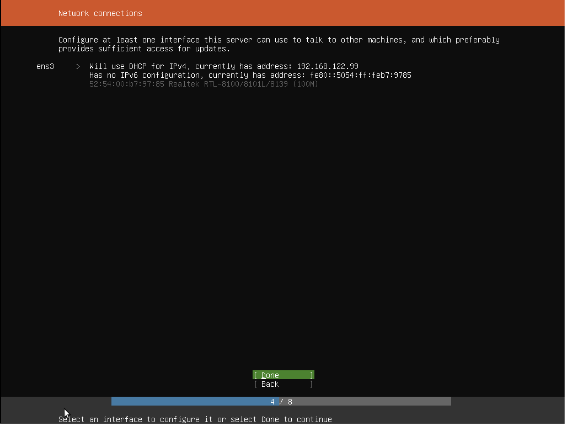 Network connections
Configure at least one interface this server can use to talk to other machines, and which preferably
provides sufficient access for updates.
ens3 > Will use DHCP for IPv4, currently has address: 192.168.122.99
Has no IPv6 configuration, currently has address: fe80::5054:ff:feb7:9785
52:54:00:b7:97:85 Realtek RTL-8100/8101L/8139 (100M)
[ Done ]
[ Back ]
4 / 8
Select an interface to configure it or select Done to continue